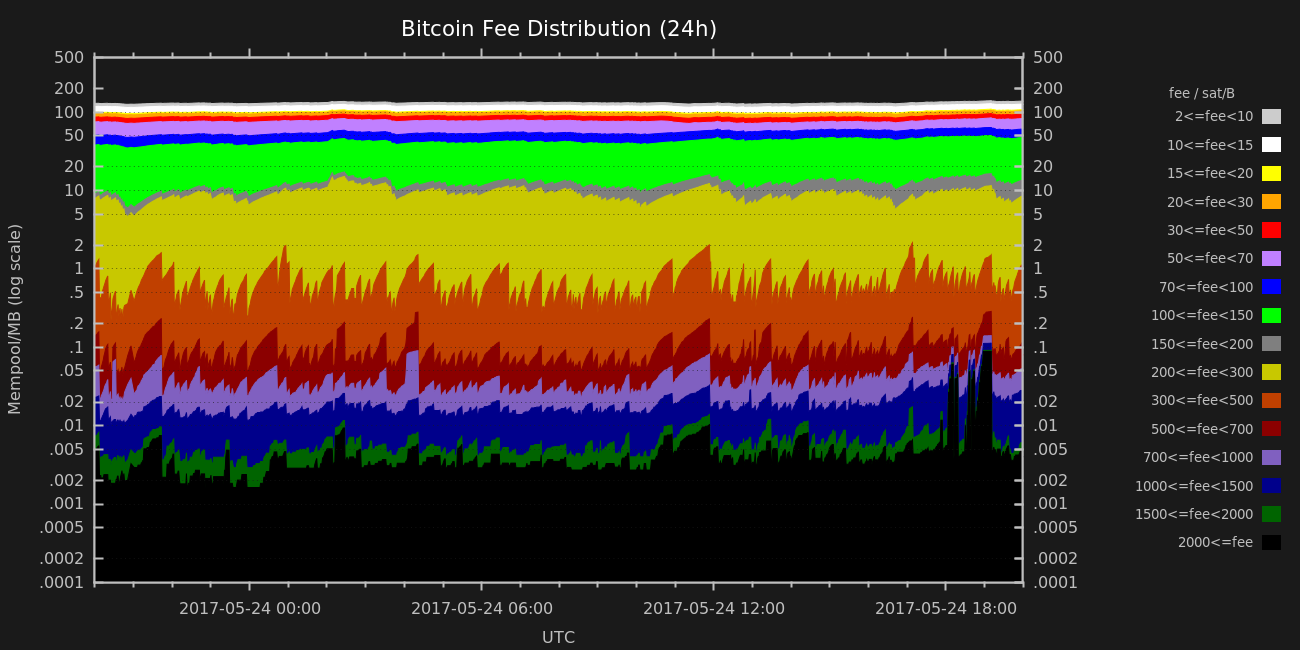 Bitcoin Fee Distribution (24h)
Mempool/MB (log scale)
500
200
100
50
20
10
5
2
1
.5
.2
.1
.05
.02
.01
.005
.002
.001
.0005
.0002
.0001
500
200
100
50
20
10
5
2
1
.5
.2
.1
.05
.02
.01
.005
.002
.001
.0005
.0002
.0001
fee / sat/B
2<=fee<10
10<=fee<15
15<=fee<20
20<=fee<30
30<=fee<50
50<=fee<70
70<=fee<100
100<=fee<150
150<=fee<200
200<=fee<300
300<=fee<500
500<=fee<700
700<=fee<1000
1000<=fee<1500
1500<=fee<2000
2000<=fee
2017-05-24 00:00 2017-05-24 06:00 2017-05-24 12:00 2017-05-24 18:00
UTC